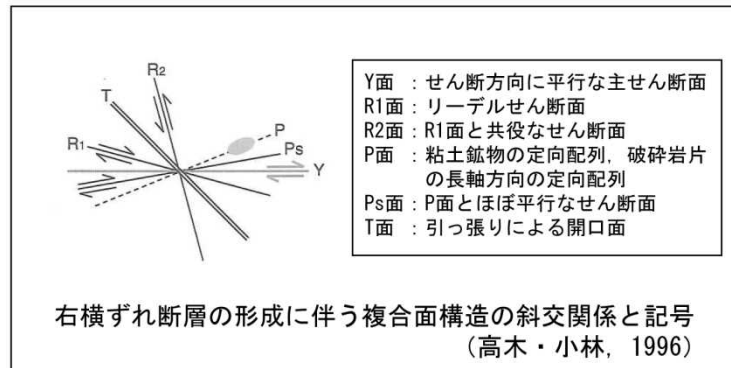 R2
T
R1
P
Ps
Y
Y面 ：せん断方向に平行な主せん断面
R1面：リーデルせん断面
R2面：R1面と共役なせん断面
P面 ：粘土鉱物の定向配列，破砕岩片
の長軸方向の定向配列
Ps面：P面とほぼ平行なせん断面
T面 ：引っ張りによる開口面
右横ずれ断層の形成に伴う複合面構造の斜交関係と記号
（高木・小林，1996）